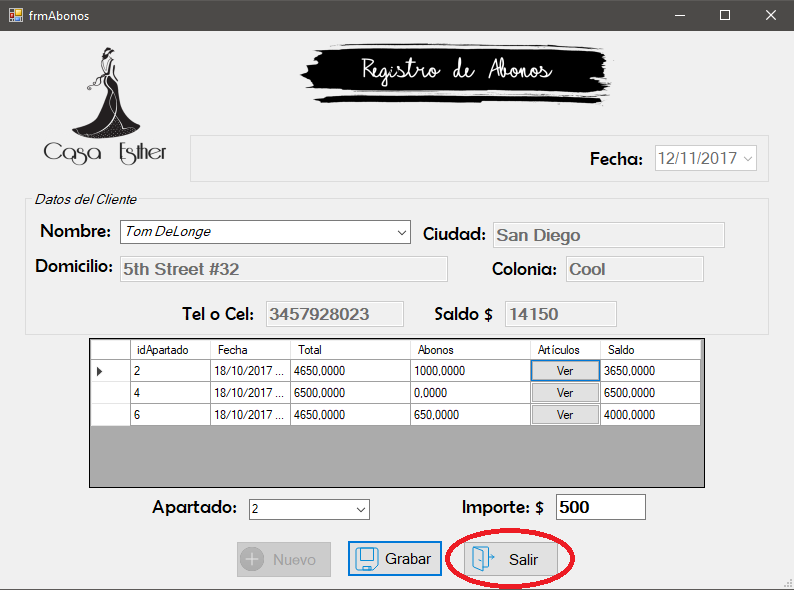 frmAbonos
Registro de Abonos
Casa Esther
Fecha: 12/11/2017
Datos del Cliente
Nombre: Tom DeLonge Ciudad: San Diego
Domicilio: 5th Street #32 Colonia: Cool
Tel o Cel: 3457928023 Saldo $ 14150
idApartado Fecha Total Abonos Artículos Saldo
2 18/10/2017 ... 4650,0000 1000,0000 Ver 3650,0000
4 18/10/2017 ... 6500,0000 0,0000 Ver 6500,0000
6 18/10/2017 ... 4650,0000 650,0000 Ver 4000,0000
Apartado: 2 Importe: $ 500
Nuevo Grabar Salir